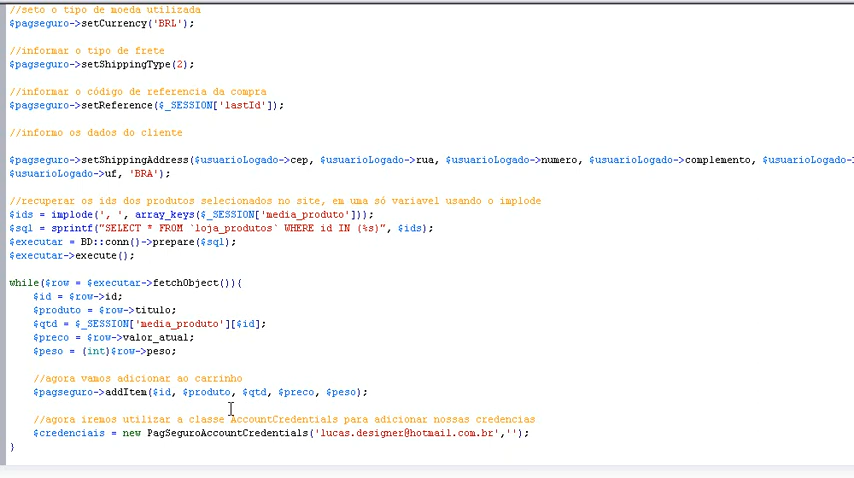 //seto o tipo de moeda utilizada
$pagseguro->setCurrency('BRL');
//informar o tipo de frete
$pagseguro->setShippingType(2);
//informar o código de referencia da compra
$pagseguro->setReference($_SESSION['lastId']);
//informo os dados do cliente
$pagseguro->setShippingAddress($usuarioLogado->cep, $usuarioLogado->rua, $usuarioLogado->numero, $usuarioLogado->complemento, $usuarioLogado->
$usuarioLogado->uf, 'BRA');
//recuperar os ids dos produtos selecionados no site, em uma só variavel usando o implode
$ids = implode(', ', array_keys($_SESSION['media_produto']));
$sql = sprintf("SELECT * FROM `loja_produtos` WHERE id IN (%s)", $ids);
$executar = BD::conn()->prepare($sql);
$executar->execute();
while($row = $executar->fetchObject()){
$id = $row->id;
$produto = $row->titulo;
$qtd = $_SESSION['media_produto'][$id];
$preco = $row->valor_atual;
$peso = (int)$row->peso;
//agora vamos adicionar ao carrinho
$pagseguro->addItem($id, $produto, $qtd, $preco, $peso);
//agora iremos utilizar a classe AccountCredentials para adicionar nossas credencias
$credenciais = new PagSeguroAccountCredentials('lucas.designer@hotmail.com.br','');
}